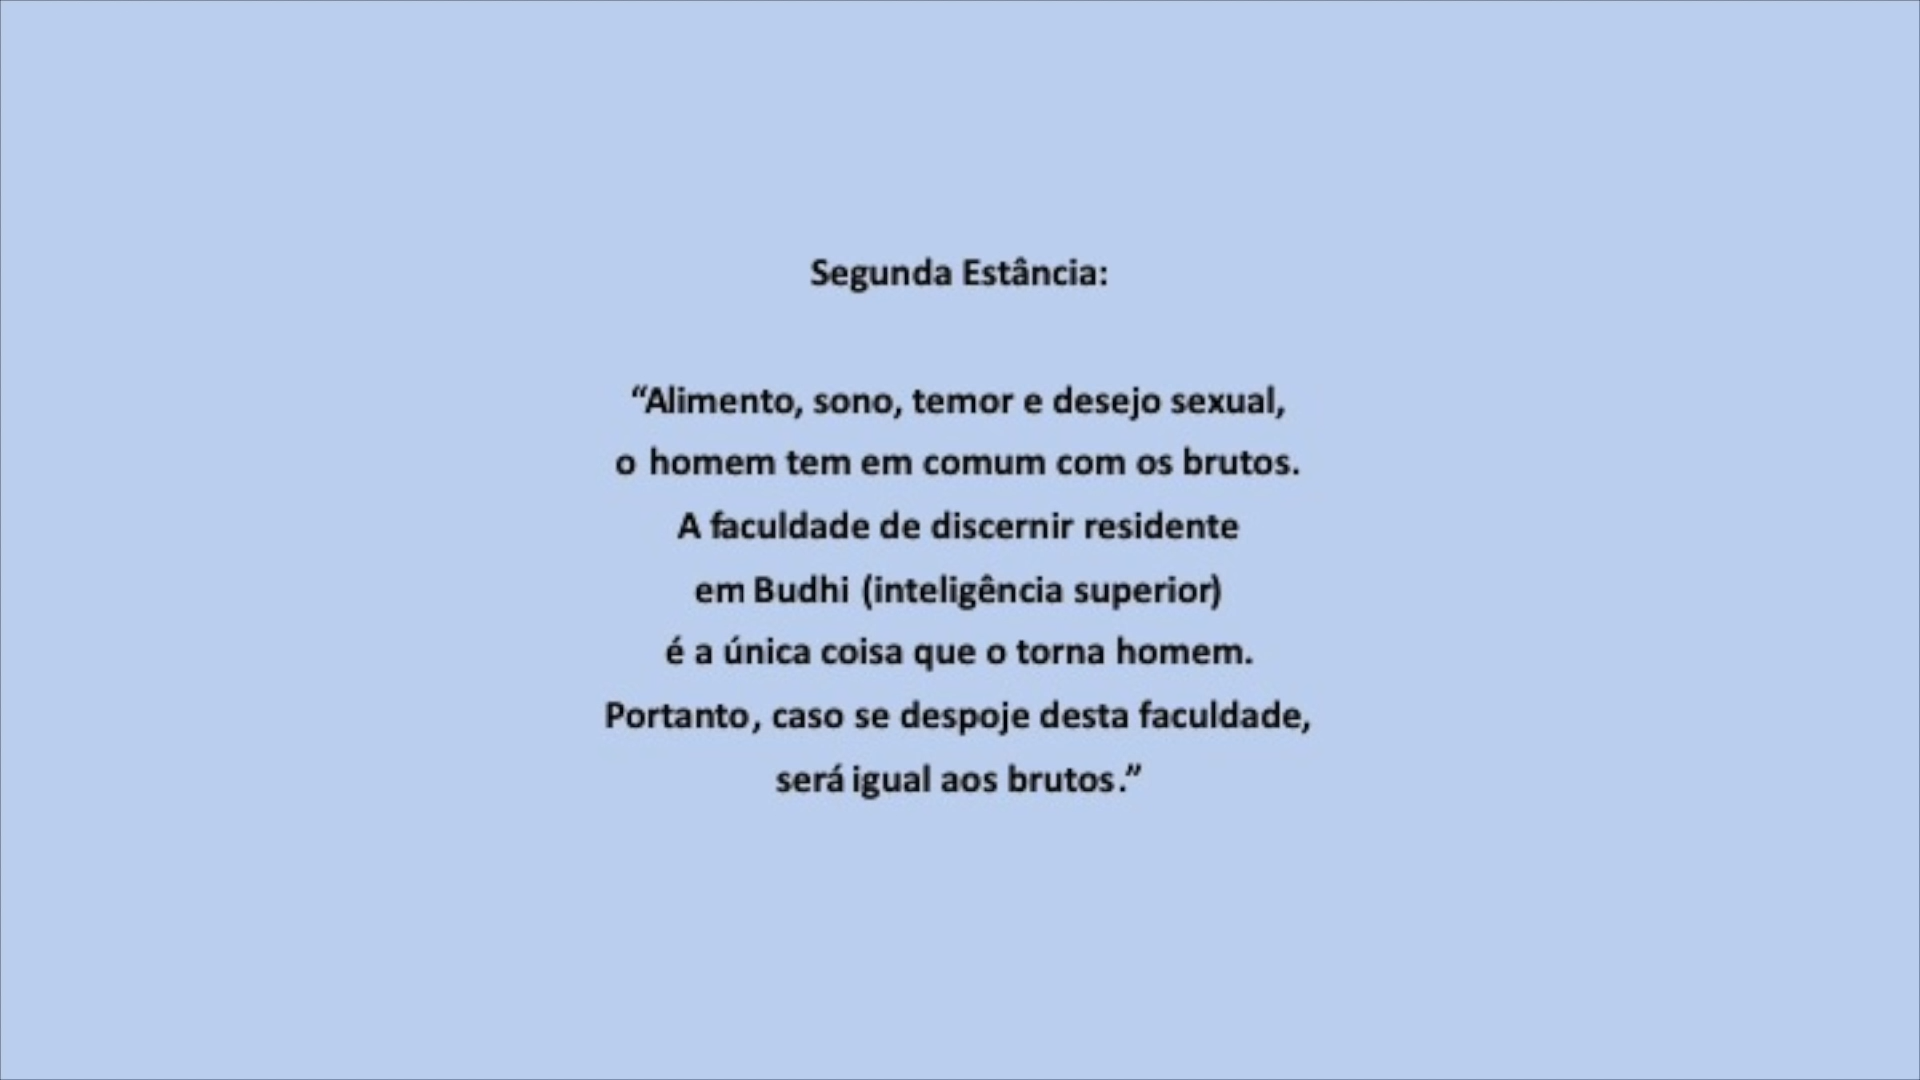 Segunda Estância:
“Alimento, sono, temor e desejo sexual,
o homem tem em comum com os brutos.
A faculdade de discernir residente
em Budhi (inteligência superior)
é a única coisa que o torna homem.
Portanto, caso se despoje desta faculdade,
será igual aos brutos.”